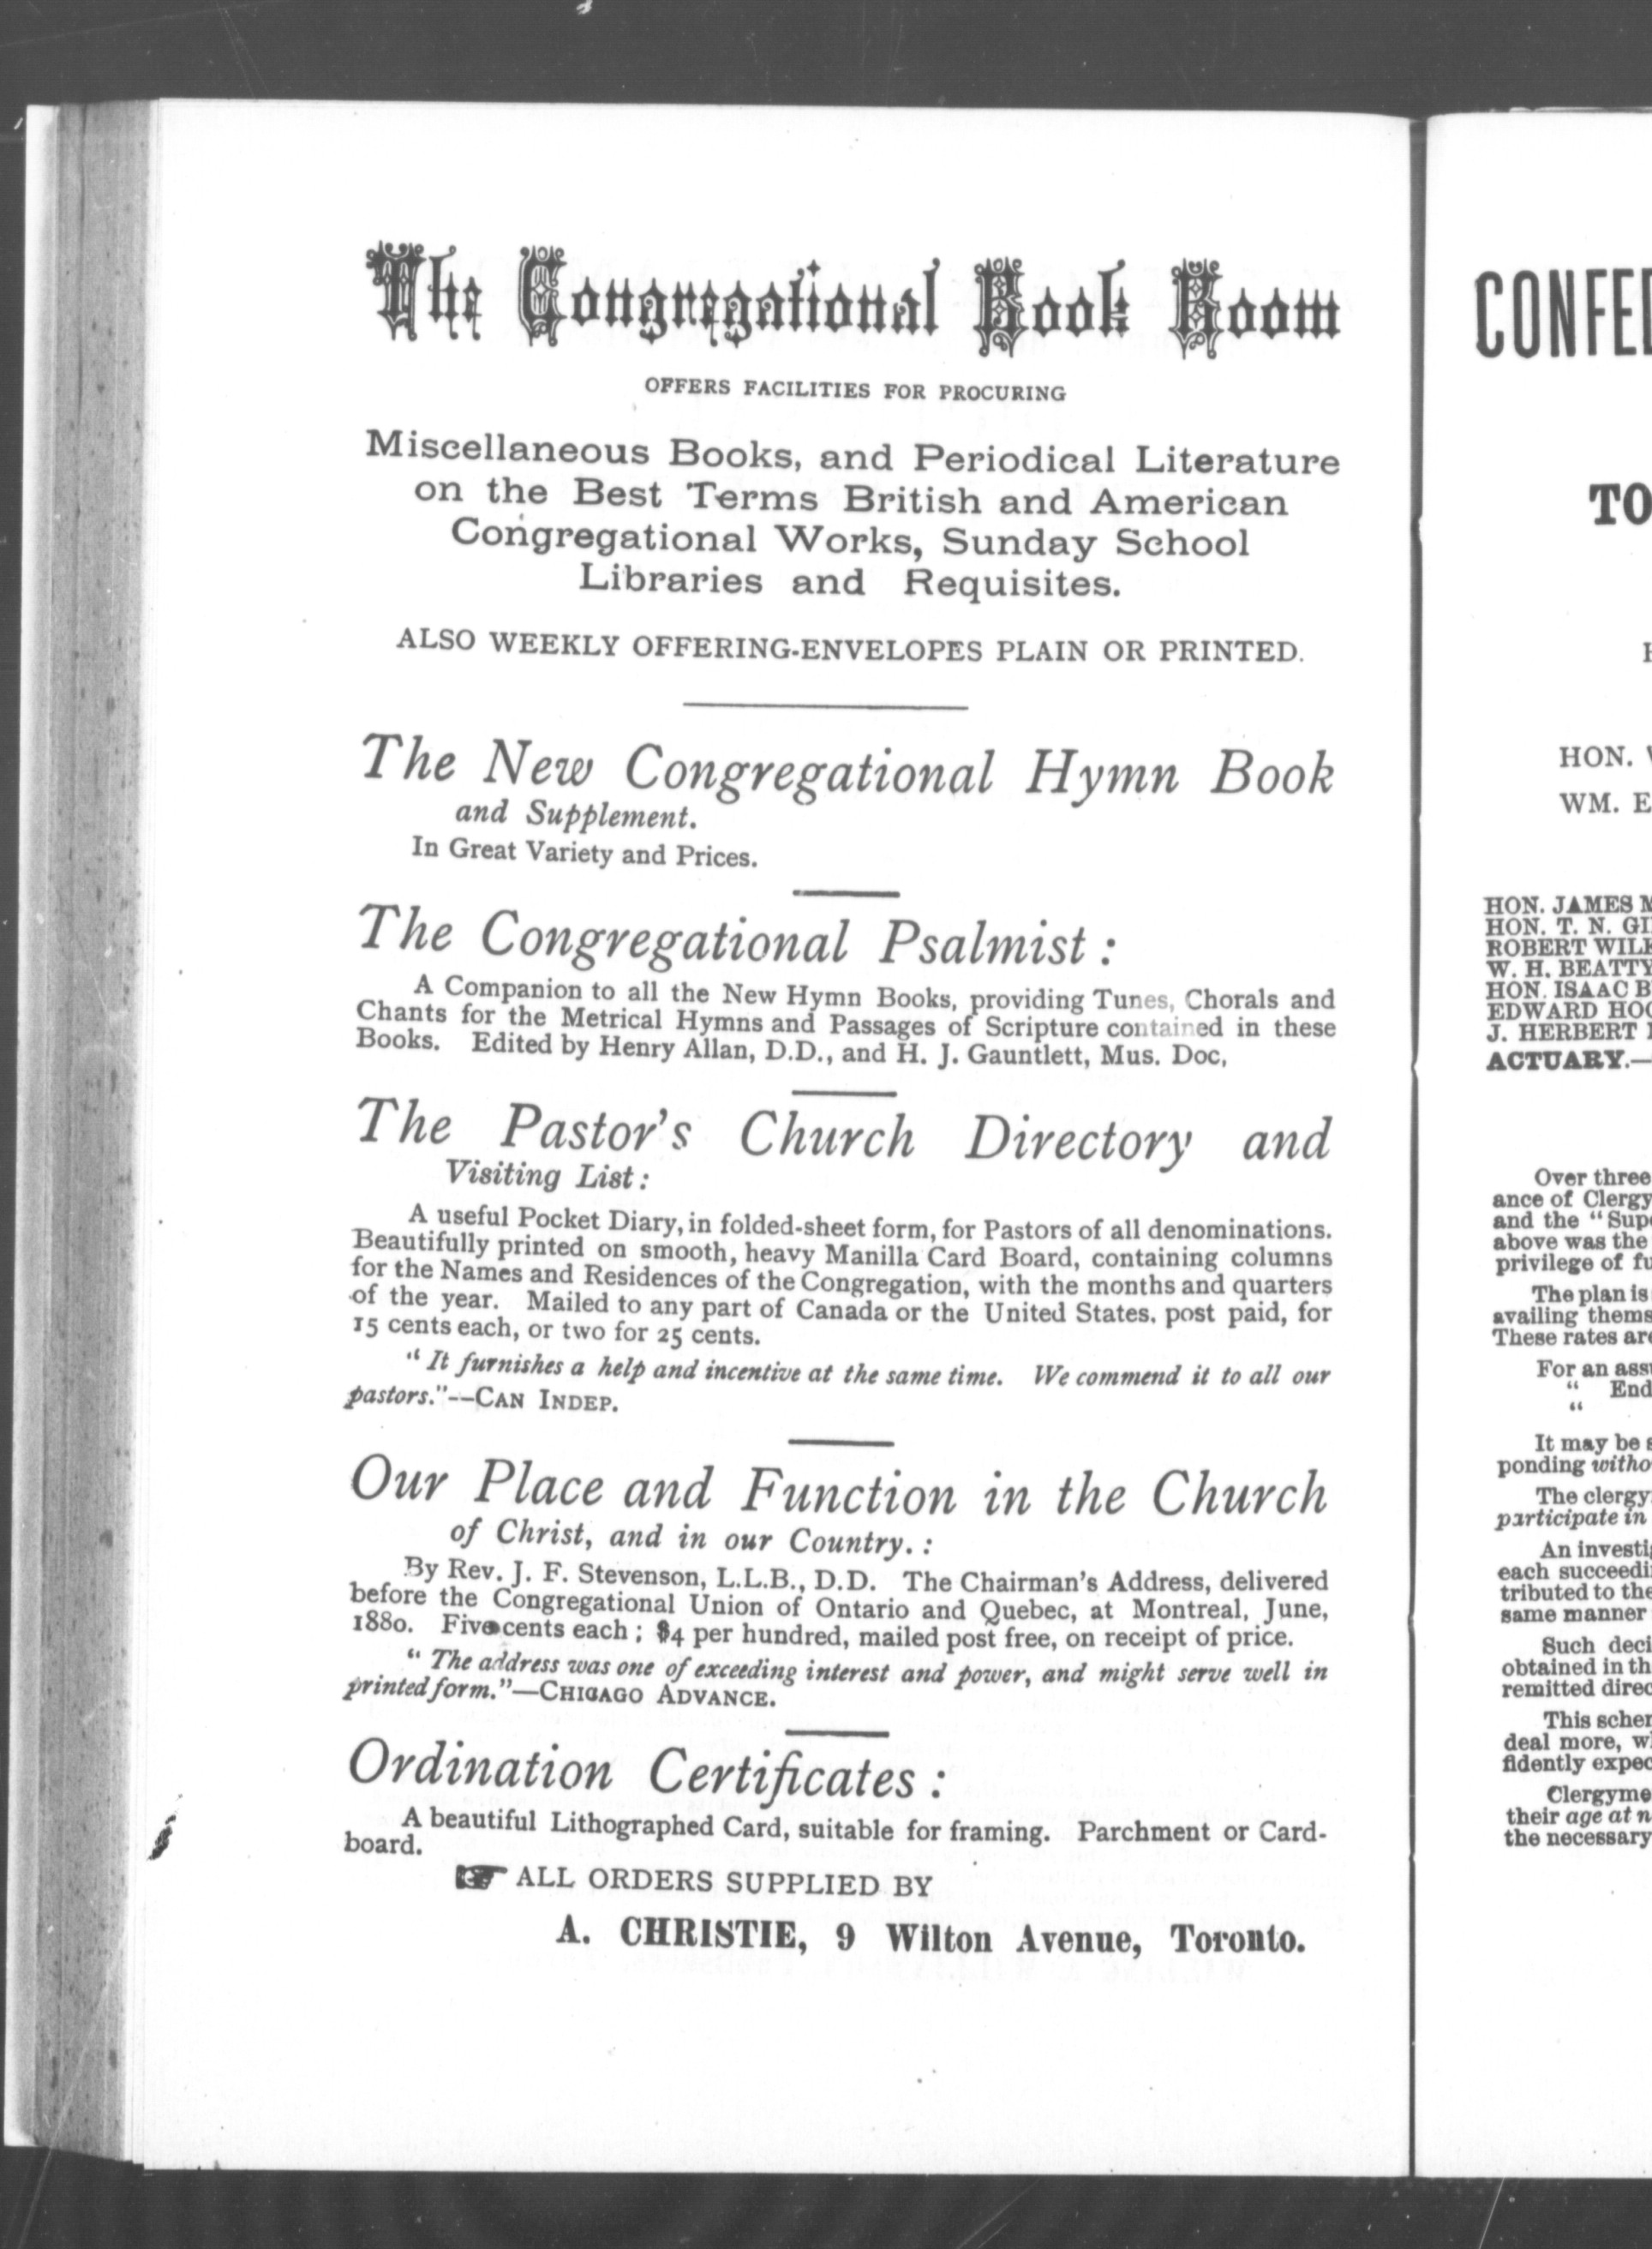 The Congregational Book Room
OFFERS FACILITIES FOR PROCURING
Miscellaneous Books, and Periodical Literature
on the Best Terms British and American
Congregational Works, Sunday School
Libraries and Requisites.
ALSO WEEKLY OFFERING-ENVELOPES PLAIN OR PRINTED.
The New Congregational Hymn Book
and Supplement.
In Great Variety and Prices.
The Congregational Psalmist:
A Companion to all the New Hymn Books, providing Tunes, Chorals and
Chants for the Metrical Hymns and Passages of Scripture contained in these
Books. Edited by Henry Allan, D.D., and H. J. Gauntlett, Mus. Doc,
The Pastor's Church Directory and
Visiting List:
A useful Pocket Diary, in folded-sheet form, for Pastors of all denominations.
Beautifully printed on smooth, heavy Manilla Card Board, containing columns
for the Names and Residences of the Congregation, with the months and quarters
of the year. Mailed to any part of Canada or the United States. post paid, for
15 cents each, or two for 25 cents.
"It furnishes a help and incentive at the same time. We commend it to all our
pastors."--CAN INDEP.
Our Place and Function in the Church
of Christ, and in our Country.:
By Rev. J. F. Stevenson, L.L.B., D.D. The Chairman's Address, delivered
before the Congregational Union of Ontario and Quebec, at Montreal, June,
1880. Five cents each; $4 per hundred, mailed post free, on receipt of price.
"The address was one of exceeding interest and power, and might serve well in
printed form."—CHICAGO ADVANCE.
Ordination Certificates:
A beautiful Lithographed Card, suitable for framing. Parchment or Card-
board.
☞ ALL ORDERS SUPPLIED BY
A. CHRISTIE, 9 Wilton Avenue, Toronto.
CONFED
TO
HON.
WM. E
HON. JAMES M
HON. T. N. GI
ROBERT WIL
W. H. BEATTY
HON. ISAAC B
EDWARD HOO
J. HERBERT
ACTUARY.—
Over three
ance of Clergy
and the "Sup
above was the
privilege of fu
The plan is
availing thems
These rates are
For an ass
" End
"
It may be s
ponding witho
The clergy
participate in
An investi
each succeedi
tributed to the
same manner
Such deci
obtained in th
remitted direc
This scher
deal more, w
fidently expec
Clergyme
their age at n
the necessary